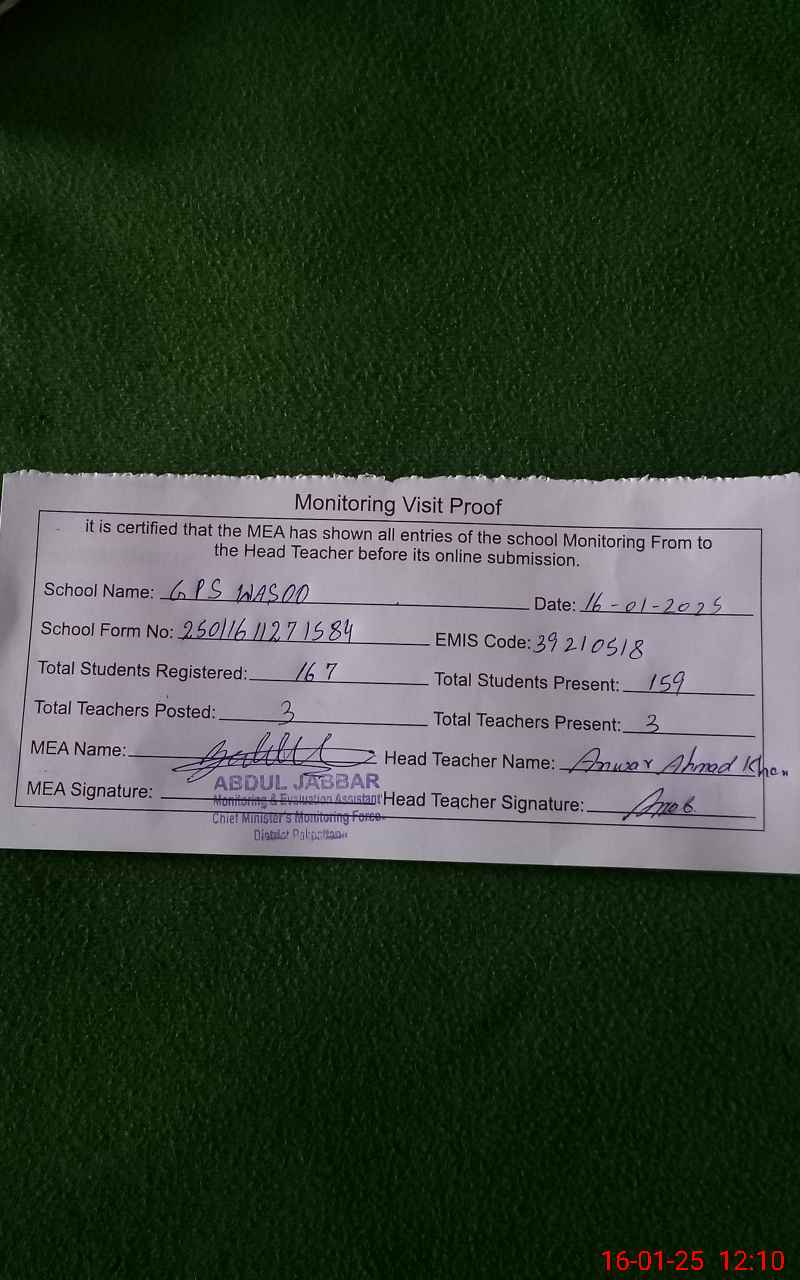 Monitoring Visit Proof
it is certified that the MEA has shown all entries of the school Monitoring From to
the Head Teacher before its online submission.
School Name: GPS WASOO Date: 16-01-2025
School Form No: 25011611271584 EMIS Code: 39210518
Total Students Registered: 167 Total Students Present: 159
Total Teachers Posted: 3 Total Teachers Present: 3
MEA Name: Head Teacher Name: Anwar Ahmad Khan
ABDUL JABBAR
MEA Signature: Monitoring & Evaluation Assistant Head Teacher Signature:
Chief Minister's Monitoring Force
District Pakpattan
16-01-25 12:10